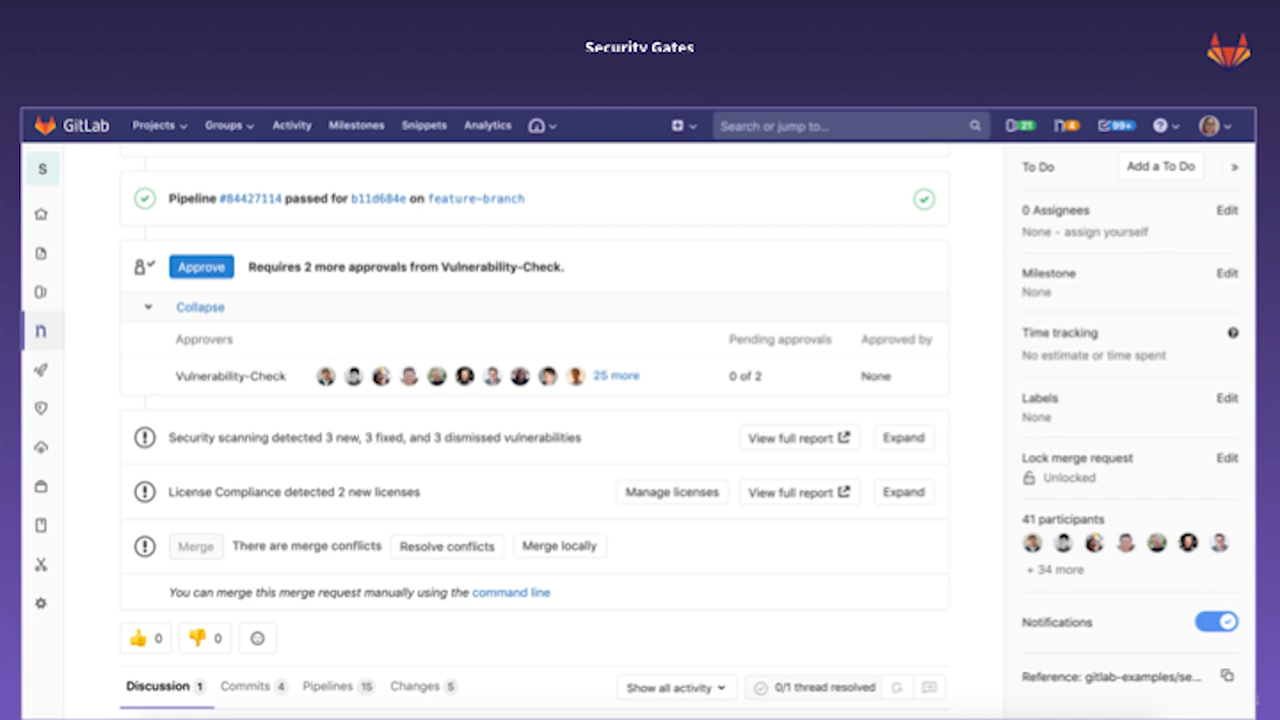 Security Gates
GitLab Projects Groups Activity Milestones Snippets Analytics Search or jump to... 21 4 99+ ?
S To Do Add a To Do »
Pipeline #84427114 passed for b11d684e on feature-branch
0 Assignees Edit
None - assign yourself
Approve Requires 2 more approvals from Vulnerability-Check.
Milestone Edit
None
Collapse
Time tracking ?
Approvers Pending approvals Approved by
No estimate or time spent
Vulnerability-Check 25 more 0 of 2 None
Labels Edit
None
Security scanning detected 3 new, 3 fixed, and 3 dismissed vulnerabilities View full report Expand
Lock merge request Edit
Unlocked
License Compliance detected 2 new licenses Manage licenses View full report Expand
41 participants
Merge There are merge conflicts Resolve conflicts Merge locally
+ 34 more
You can merge this merge request manually using the command line
Notifications
👍 0 👎 0
Reference: gitlab-examples/se...
Discussion 1 Commits 4 Pipelines 15 Changes 5 Show all activity 0/1 thread resolved